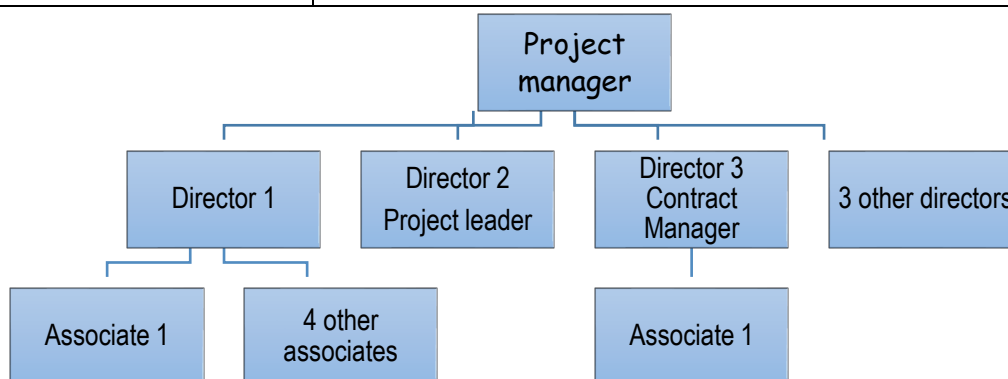 Project
manager
Director 1
Director 2
Project leader
Director 3
Contract
Manager
3 other directors
Associate 1
4 other
associates
Associate 1